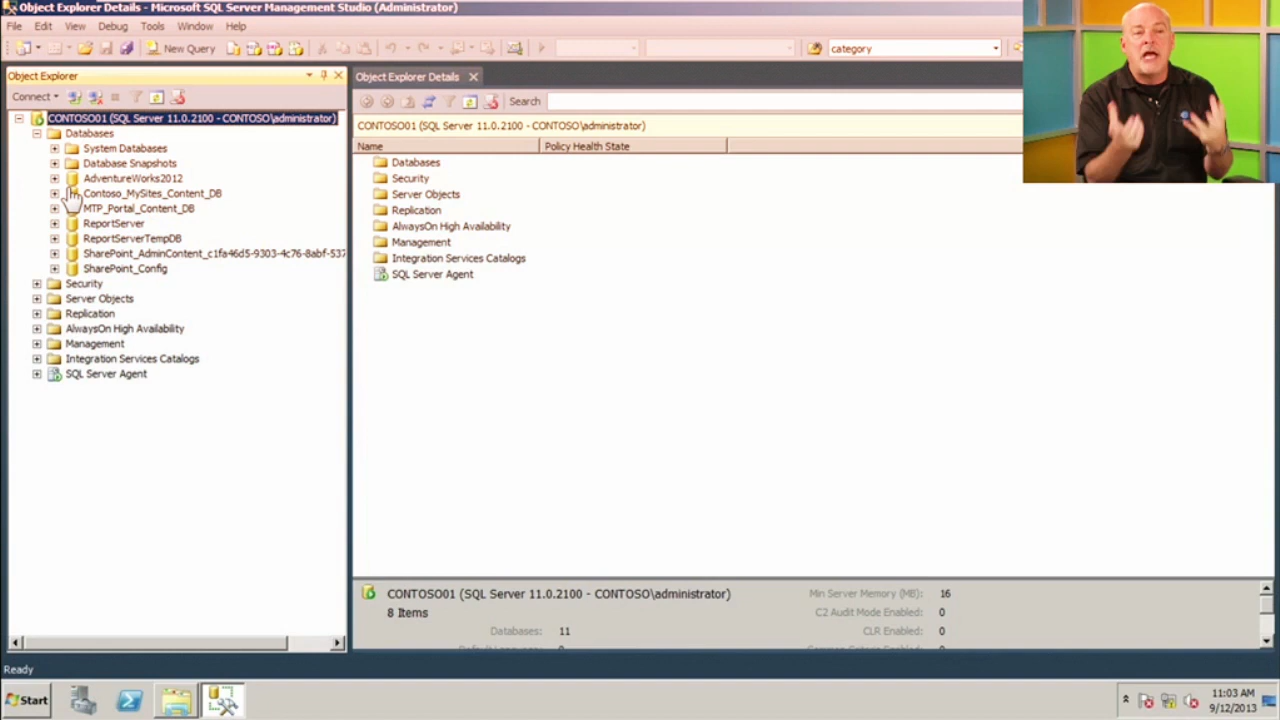 Object Explorer Details - Microsoft SQL Server Management Studio (Administrator)
File Edit View Debug Tools Window Help
New Query category
Object Explorer
Connect
CONTOSO01 (SQL Server 11.0.2100 - CONTOSO\administrator)
Databases
System Databases
Database Snapshots
AdventureWorks2012
Contoso_MySites_Content_DB
MTP_Portal_Content_DB
ReportServer
ReportServerTempDB
SharePoint_AdminContent_c1fa46d5-9303-4c76-8abf-537
SharePoint_Config
Security
Server Objects
Replication
AlwaysOn High Availability
Management
Integration Services Catalogs
SQL Server Agent
Object Explorer Details
Search
CONTOSO01 (SQL Server 11.0.2100 - CONTOSO\administrator)
Name Policy Health State
Databases
Security
Server Objects
Replication
AlwaysOn High Availability
Management
Integration Services Catalogs
SQL Server Agent
CONTOSO01 (SQL Server 11.0.2100 - CONTOSO\administrator) Min Server Memory (MB): 16
8 Items C2 Audit Mode Enabled: 0
Databases: 11 CLR Enabled: 0
Ready
Start 11:03 AM
9/12/2013